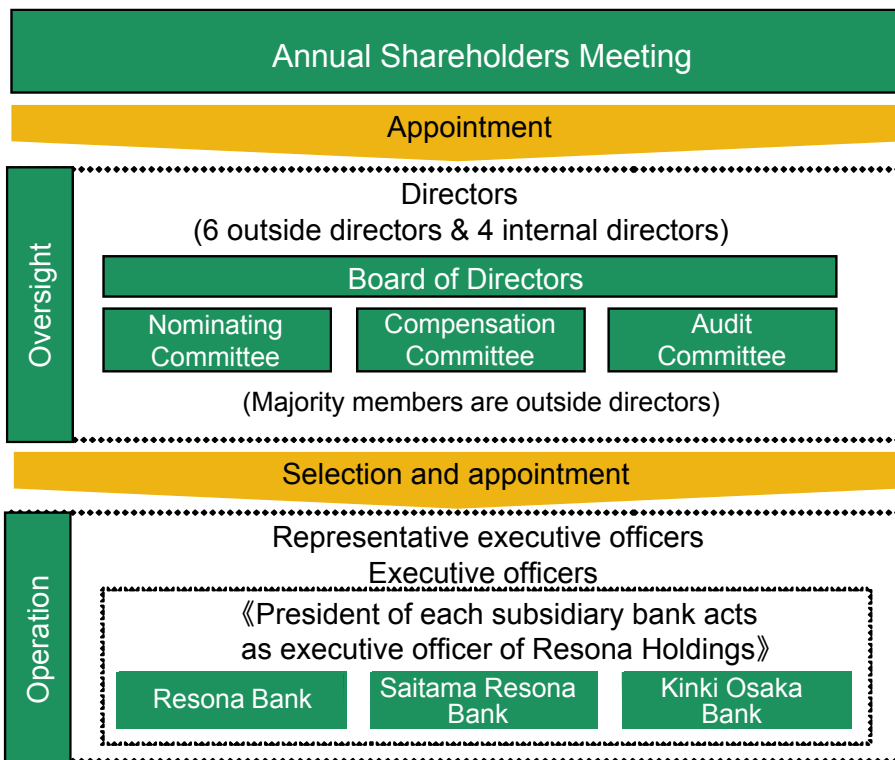 Annual Shareholders Meeting
Appointment
Oversight
Directors
(6 outside directors & 4 internal directors)
Board of Directors
Nominating
Committee
Compensation
Committee
Audit
Committee
(Majority members are outside directors)
Selection and appointment
Operation
Representative executive officers
Executive officers
《President of each subsidiary bank acts
as executive officer of Resona Holdings》
Resona Bank
Saitama Resona
Bank
Kinki Osaka
Bank